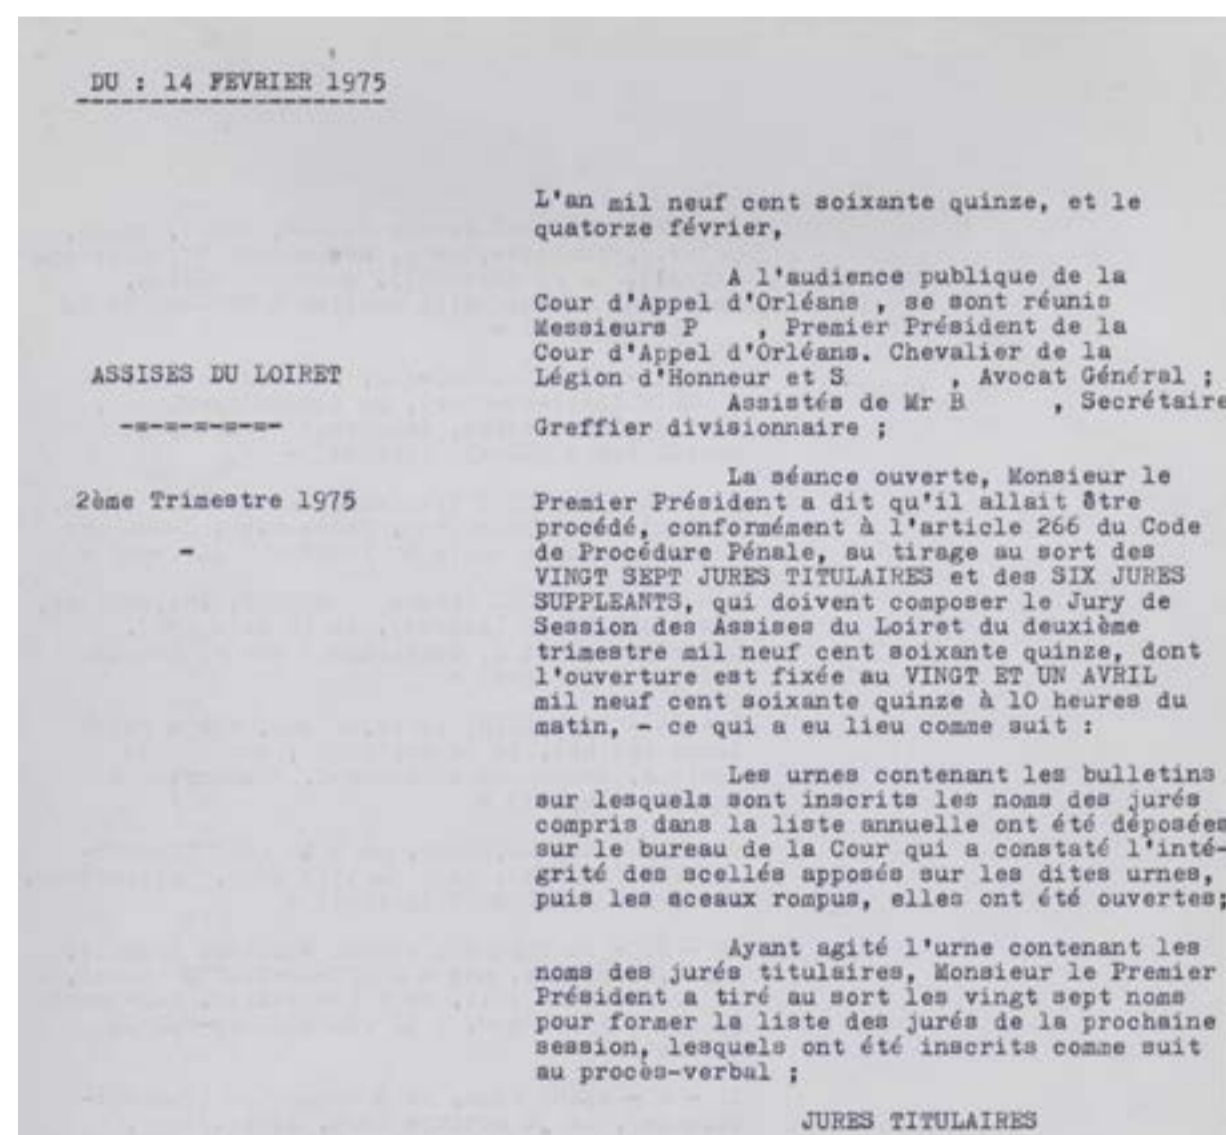 DU : 14 FEVRIER 1975
L'an mil neuf cent soixante quinze, et le
quatorze février,
A l'audience publique de la
Cour d'Appel d'Orléans , se sont réunis
Messieurs P , Premier Président de la
Cour d'Appel d'Orléans. Chevalier de la
Légion d'Honneur et S , Avocat Général ;
Assistés de Mr B , Secrétaire
Greffier divisionnaire ;
ASSISES DU LOIRET
-=-=-=-=-=-
2ème Trimestre 1975
-
La séance ouverte, Monsieur le
Premier Président a dit qu'il allait être
procédé, conformément à l'article 266 du Code
de Procédure Pénale, au tirage au sort des
VINGT SEPT JURES TITULAIRES et des SIX JURES
SUPPLEANTS, qui doivent composer le Jury de
Session des Assises du Loiret du deuxième
trimestre mil neuf cent soixante quinze, dont
l'ouverture est fixée au VINGT ET UN AVRIL
mil neuf cent soixante quinze à 10 heures du
matin, - ce qui a eu lieu comme suit :
Les urnes contenant les bulletins
sur lesquels sont inscrits les noms des jurés
compris dans la liste annuelle ont été déposées
sur le bureau de la Cour qui a constaté l'inté-
grité des scellés apposés sur les dites urnes,
puis les sceaux rompus, elles ont été ouvertes;
Ayant agité l'urne contenant les
noms des jurés titulaires, Monsieur le Premier
Président a tiré au sort les vingt sept noms
pour former la liste des jurés de la prochaine
session, lesquels ont été inscrits comme suit
au procès-verbal ;
JURES TITULAIRES